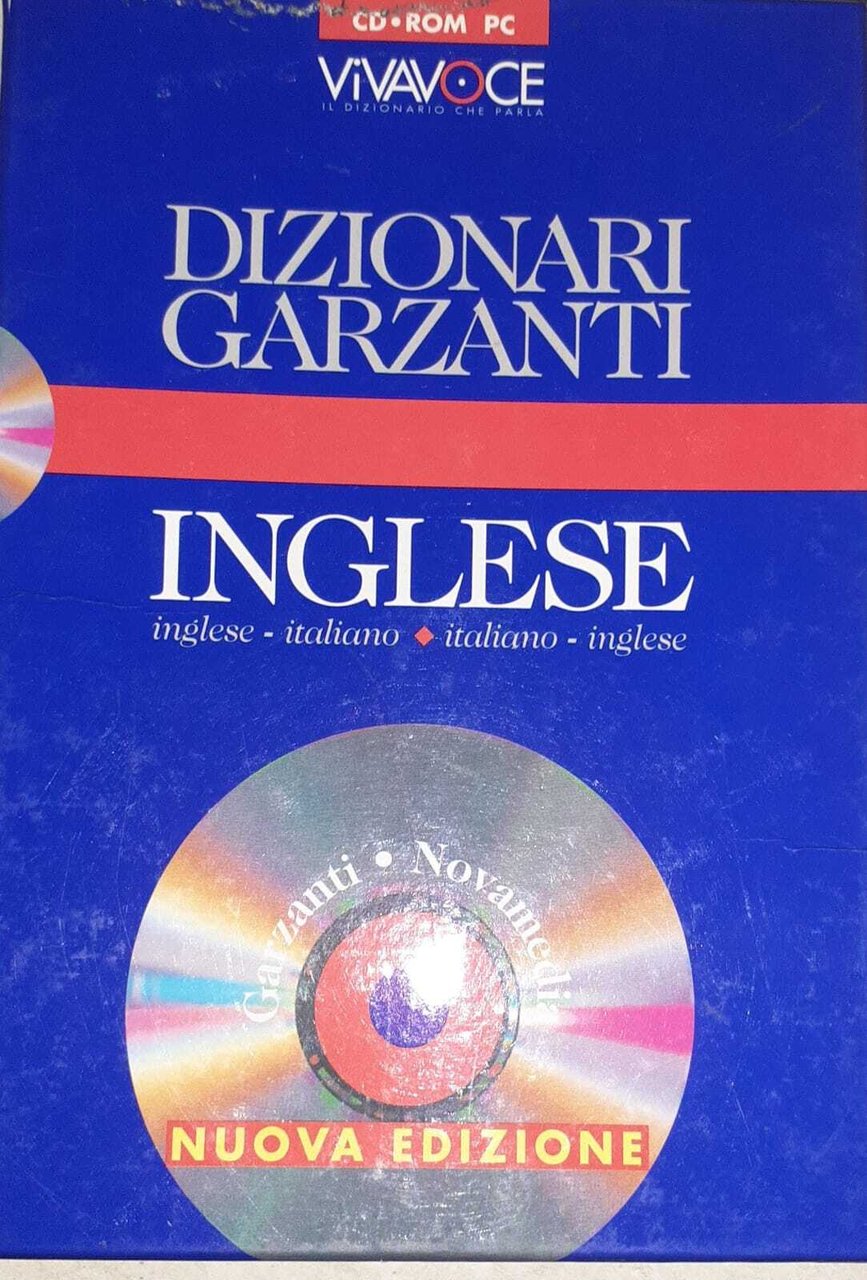 CD•ROM PC
ViVAVOCE
IL DIZIONARIO CHE PARLA
DIZIONARI
GARZANTI
INGLESE
inglese - italiano ◆ italiano - inglese
Garzanti • Novamedia
NUOVA EDIZIONE